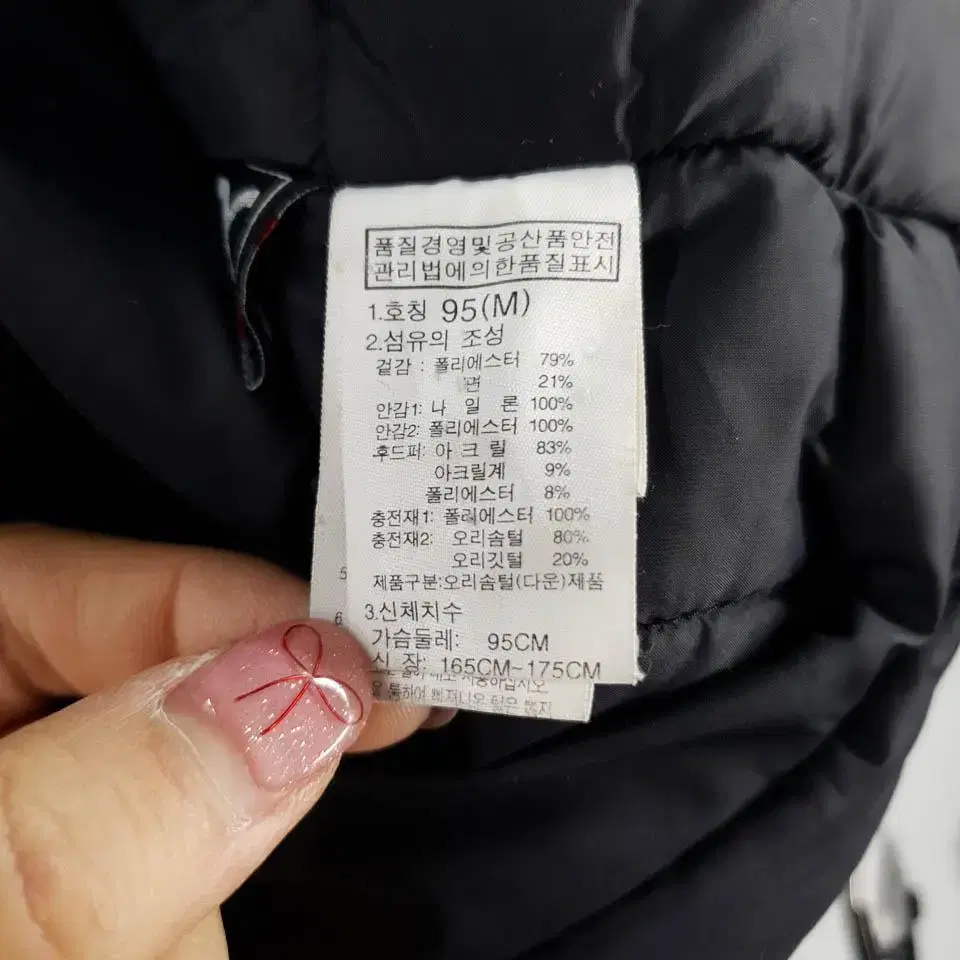 품질경영및공산품안전
관리법에의한품질표시
1.호칭 95(M)
2.섬유의 조성
겉감 : 폴리에스터 79%
면 21%
안감1: 나 일 론 100%
안감2: 폴리에스터 100%
후드퍼: 아 크 릴 83%
아크릴계 9%
폴리에스터 8%
충전재1: 폴리에스터 100%
충전재2: 오리솜털 80%
오리깃털 20%
제품구분:오리솜털(다운)제품
3.신체치수
가슴둘레: 95CM
신 장: 165CM~175CM
5
6